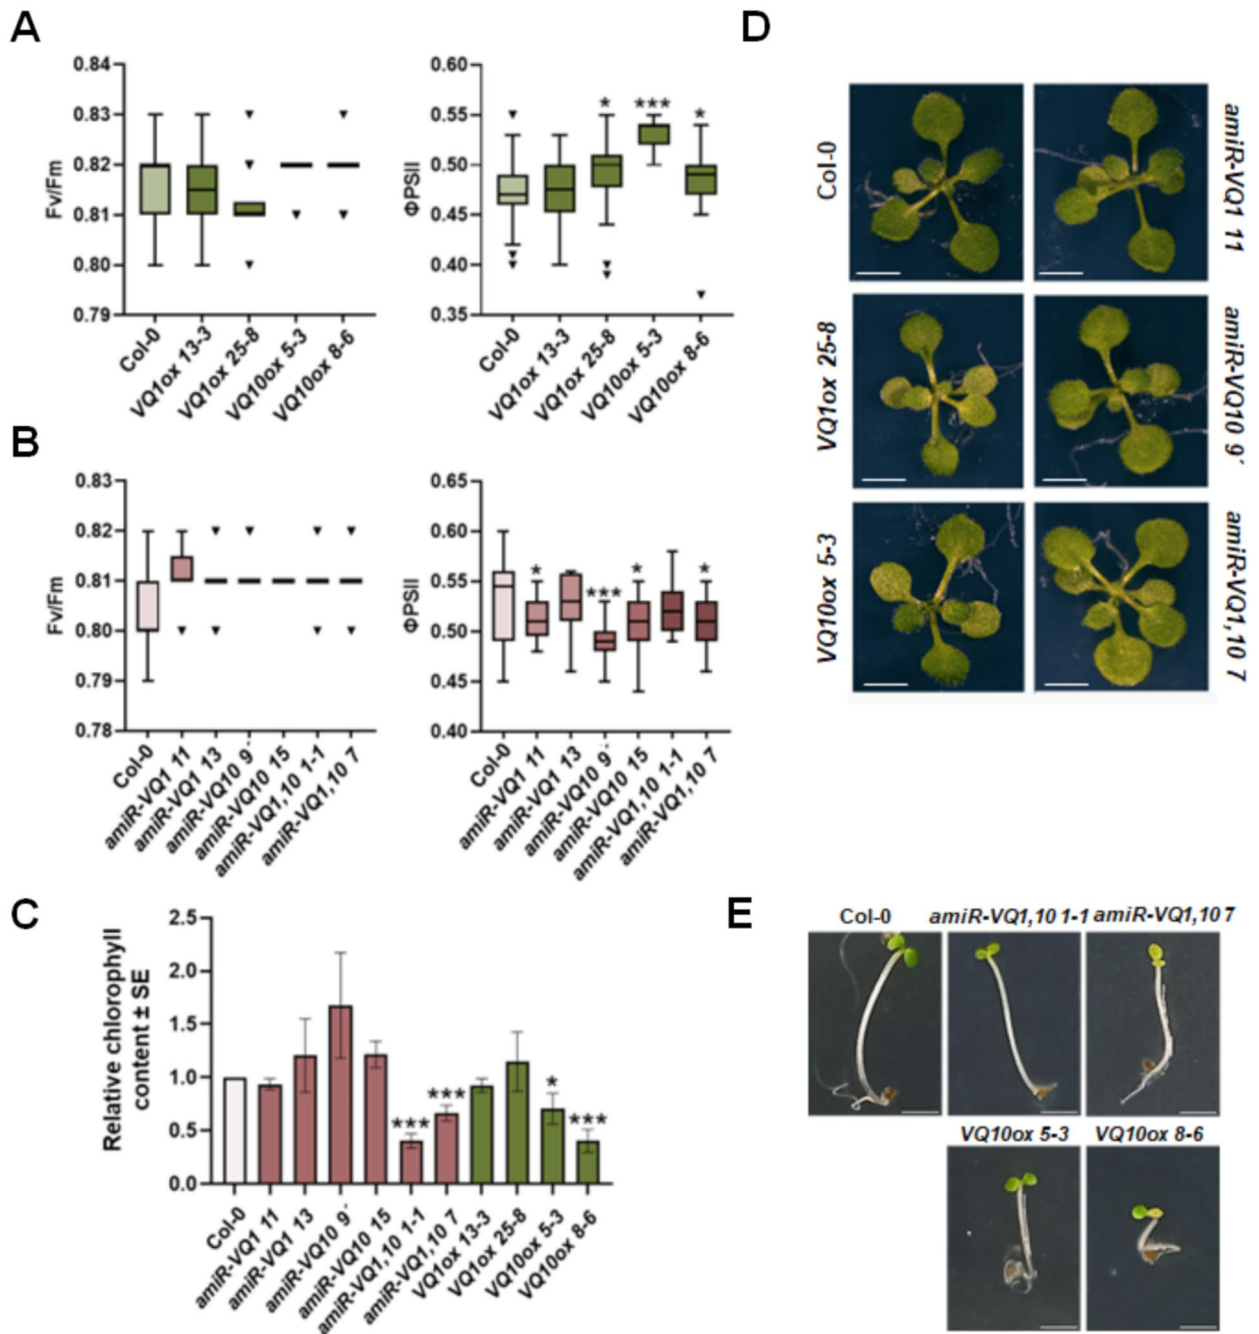 A
Fv/Fm
0.84
0.83
0.82
0.81
0.80
0.79
Col-0
VQ1ox 13-3
VQ1ox 25-8
VQ10ox 5-3
VQ10ox 8-6
ΦPSII
0.60
0.55
0.50
0.45
0.40
0.35
*
***
*
Col-0
VQ1ox 13-3
VQ1ox 25-8
VQ10ox 5-3
VQ10ox 8-6
B
Fv/Fm
0.83
0.82
0.81
0.80
0.79
0.78
Col-0
amiR-VQ1 11
amiR-VQ1 13
amiR-VQ10 9´
amiR-VQ10 15
amiR-VQ1,10 1-1
amiR-VQ1,10 7
ΦPSII
0.65
0.60
0.55
0.50
0.45
0.40
*
***
*
*
Col-0
amiR-VQ1 11
amiR-VQ1 13
amiR-VQ10 9´
amiR-VQ10 15
amiR-VQ1,10 1-1
amiR-VQ1,10 7
C
Relative chlorophyll
content ± SE
2.5
2.0
1.5
1.0
0.5
0.0
***
***
*
***
Col-0
amiR-VQ1 11
amiR-VQ1 13
amiR-VQ10 9´
amiR-VQ10 15
amiR-VQ1,10 1-1
amiR-VQ1,10 7
VQ1ox 13-3
VQ1ox 25-8
VQ10ox 5-3
VQ10ox 8-6
D
Col-0
amiR-VQ1 11
VQ1ox 25-8
amiR-VQ10 9´
VQ10ox 5-3
amiR-VQ1,10 7
E
Col-0
amiR-VQ1,10 1-1
amiR-VQ1,10 7
VQ10ox 5-3
VQ10ox 8-6